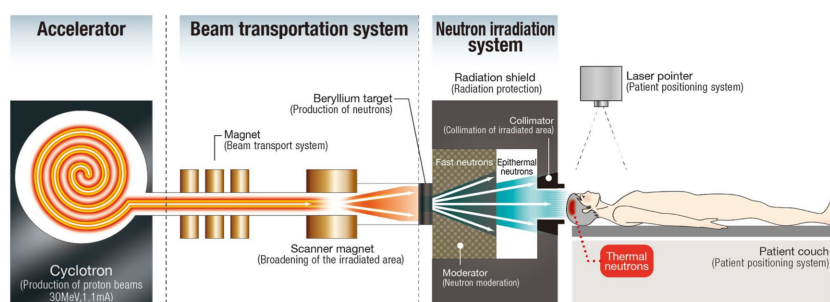 Accelerator
Beam transportation system
Neutron irradiation
system
Radiation shield
(Radiation protection)
Laser pointer
(Patient positioning system)
Beryllium target
(Production of neutrons)
Collimator
(Collimation of irradiated area)
Magnet
(Beam transport system)
Fast neutrons
Epithermal
neutrons
Scanner magnet
(Broadening of the irradiated area)
Cyclotron
(Production of proton beams
30MeV,1.1mA)
Moderator
(Neutron moderation)
Thermal
neutrons
Patient couch
(Patient positioning system)